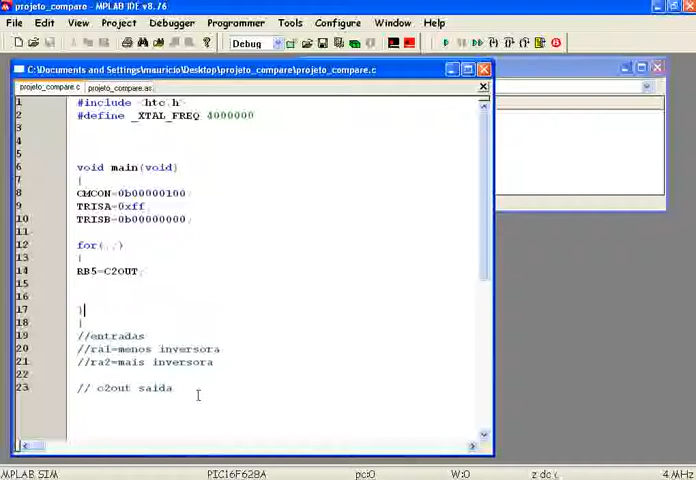 projeto_compare - MPLAB IDE v8.76
File Edit View Project Debugger Programmer Tools Configure Window Help
Debug
C:\Documents and Settings\mauricio\Desktop\projeto_compare\projeto_compare.c
projeto_compare.c projeto_compare.as
1 #include <htc.h>
2 #define _XTAL_FREQ 4000000
3
4
5
6 void main(void)
7 {
8 CMCON=0b00000100;
9 TRISA=0xff;
10 TRISB=0b00000000;
11
12 for(;;)
13 {
14 RB5=C2OUT;
15
16
17 }
18 }
19 //entradas
20 //ra1=menos inversora
21 //ra2=mais inversora
22
23 // c2out saida
MPLAB SIM PIC16F628A pc:0 W:0 z dc c 4 MHz